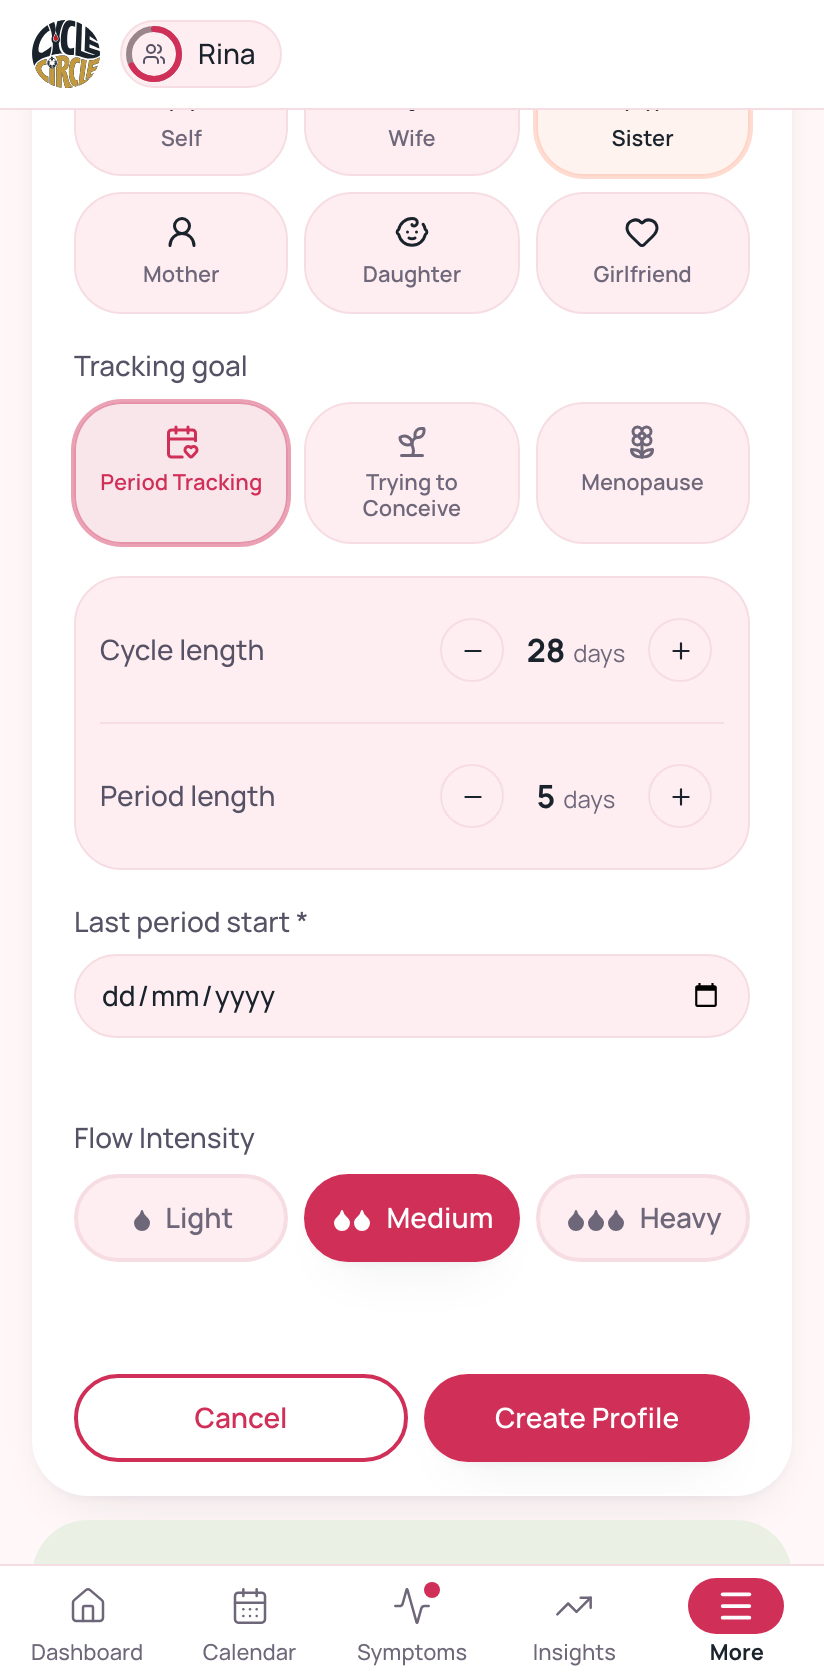 CYCLE
CIRCLE
Rina
Self
Wife
Sister
Mother
Daughter
Girlfriend
Tracking goal
Period Tracking
Trying to
Conceive
Menopause
Cycle length
28 days
Period length
5 days
Last period start *
dd/mm/yyyy
Flow Intensity
Light
Medium
Heavy
Cancel
Create Profile
Dashboard
Calendar
Symptoms
Insights
More